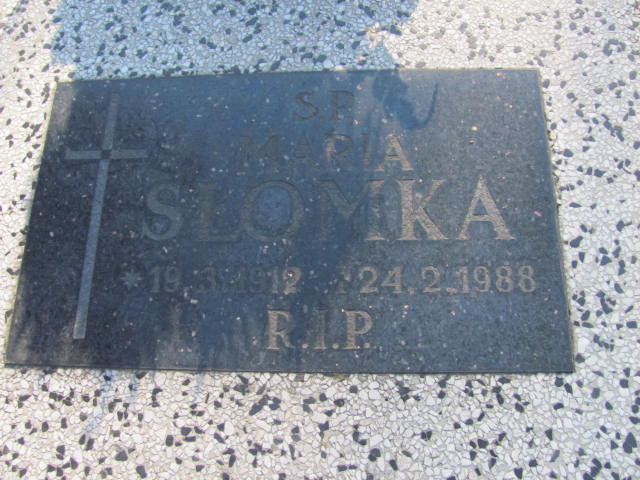 S.P.
MARIA
SŁOMKA
* 19.3.1912 † 24.2.1988
R.I.P.